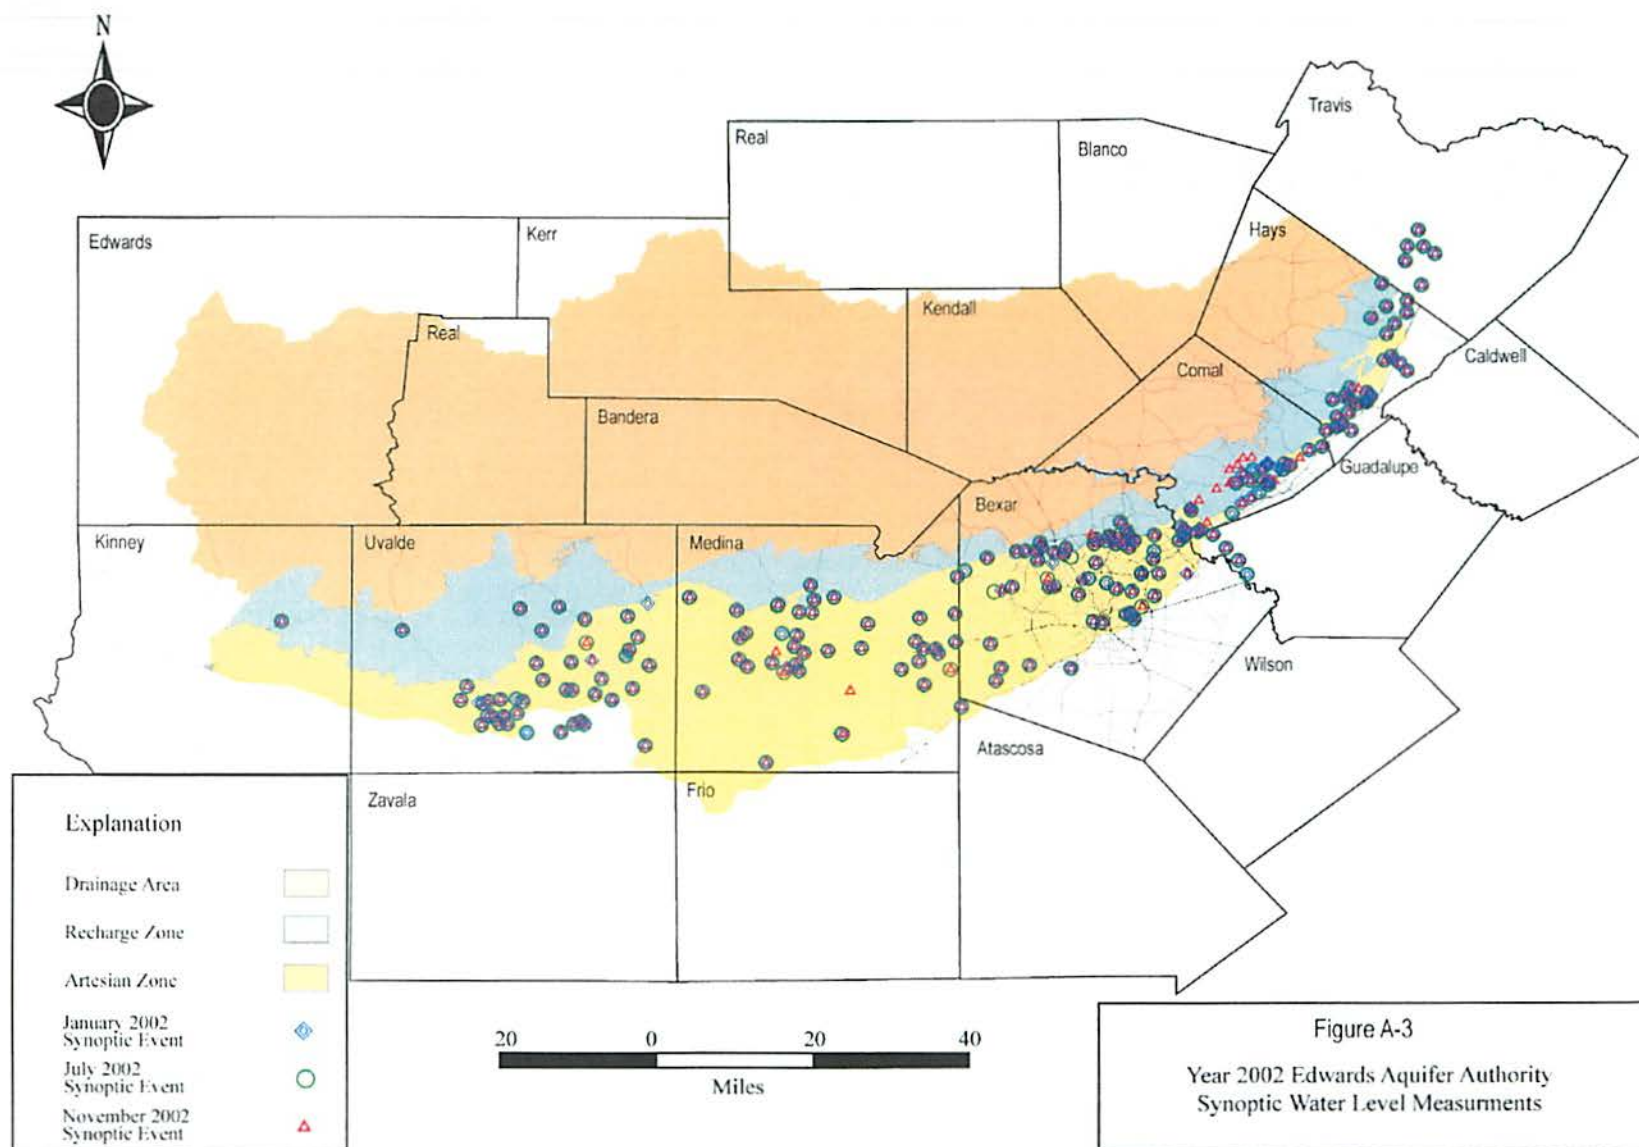 N
Travis
Real
Blanco
Hays
Edwards
Kerr
Kendall
Real
Caldwell
Comal
Bandera
Guadalupe
Bexar
Kinney
Uvalde
Medina
Wilson
Atascosa
Zavala
Frio
Explanation
Drainage Area
Recharge Zone
Artesian Zone
January 2002
Synoptic Event
July 2002
Synoptic Event
November 2002
Synoptic Event
20 0 20 40
Miles
Figure A-3
Year 2002 Edwards Aquifer Authority
Synoptic Water Level Measurments